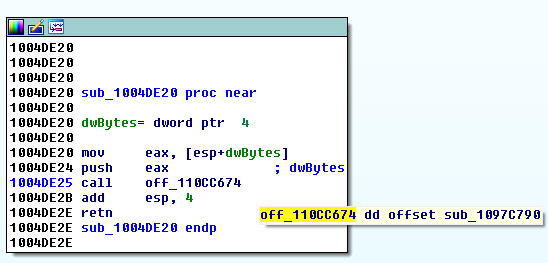 1004DE20
1004DE20
1004DE20
1004DE20 sub_1004DE20 proc near
1004DE20
1004DE20 dwBytes= dword ptr  4
1004DE20
1004DE20 mov     eax, [esp+dwBytes]
1004DE24 push    eax             ; dwBytes
1004DE25 call    off_110CC674
1004DE2B add     esp, 4
1004DE2E retn
off_110CC674 dd offset sub_1097C790
1004DE2E sub_1004DE20 endp
1004DE2E